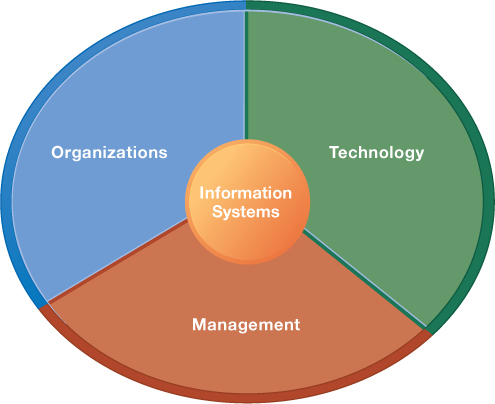 Organizations
Technology
Information
Systems
Management